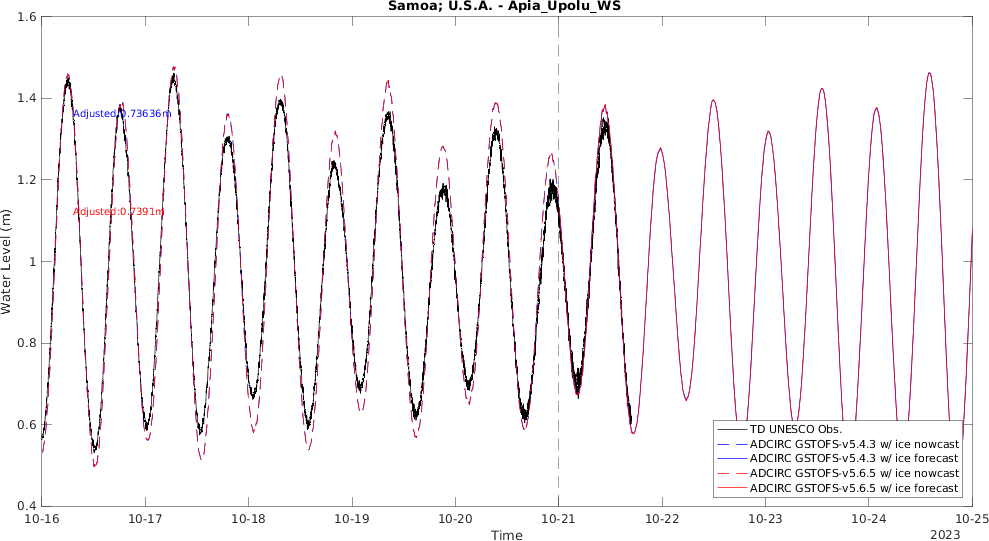 Samoa; U.S.A. - Apia_Upolu_WS
1.6
1.4
1.2
1
0.8
0.6
0.4
Water Level (m)
Adjusted:0.73636m
Adjusted:0.7391m
TD UNESCO Obs.
ADCIRC GSTOFS-v5.4.3 w/ ice nowcast
ADCIRC GSTOFS-v5.4.3 w/ ice forecast
ADCIRC GSTOFS-v5.6.5 w/ ice nowcast
ADCIRC GSTOFS-v5.6.5 w/ ice forecast
10-16 10-17 10-18 10-19 10-20 10-21 10-22 10-23 10-24 10-25
Time
2023